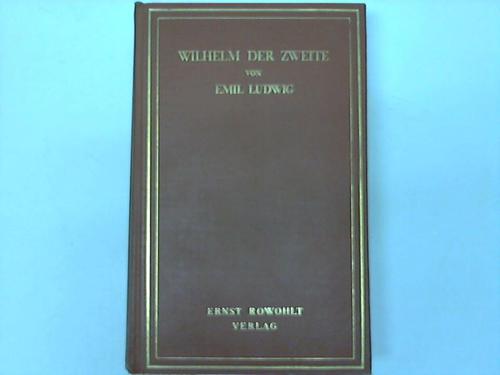 WILHELM DER ZWEITE
VON
EMIL LUDWIG
ERNST ROWOHLT
VERLAG